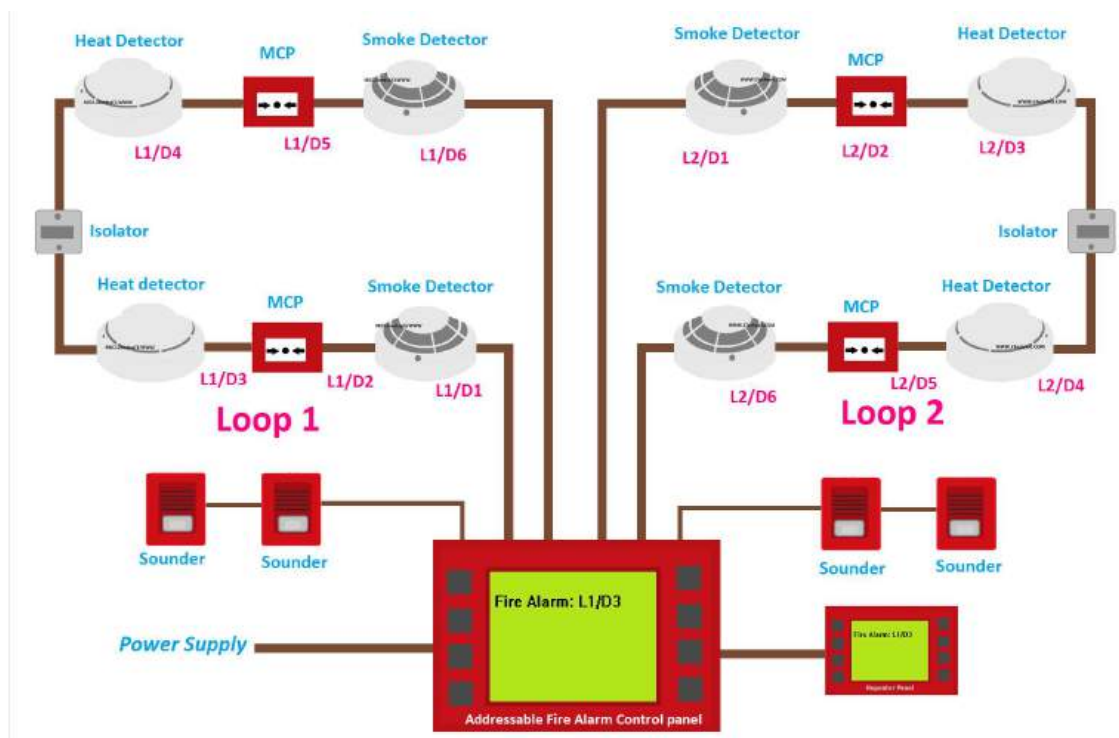 Heat Detector
MCP
Smoke Detector
Smoke Detector
MCP
Heat Detector
L1/D4
L1/D5
L1/D6
L2/D1
L2/D2
L2/D3
Isolator
Isolator
Heat detector
MCP
Smoke Detector
Smoke Detector
MCP
Heat Detector
L1/D3
L1/D2
L1/D1
L2/D6
L2/D5
L2/D4
Loop 1
Loop 2
Sounder
Sounder
Sounder
Sounder
Fire Alarm: L1/D3
Fire Alarm: L1/D3
Power Supply
Repeater Panel
Addressable Fire Alarm Control panel